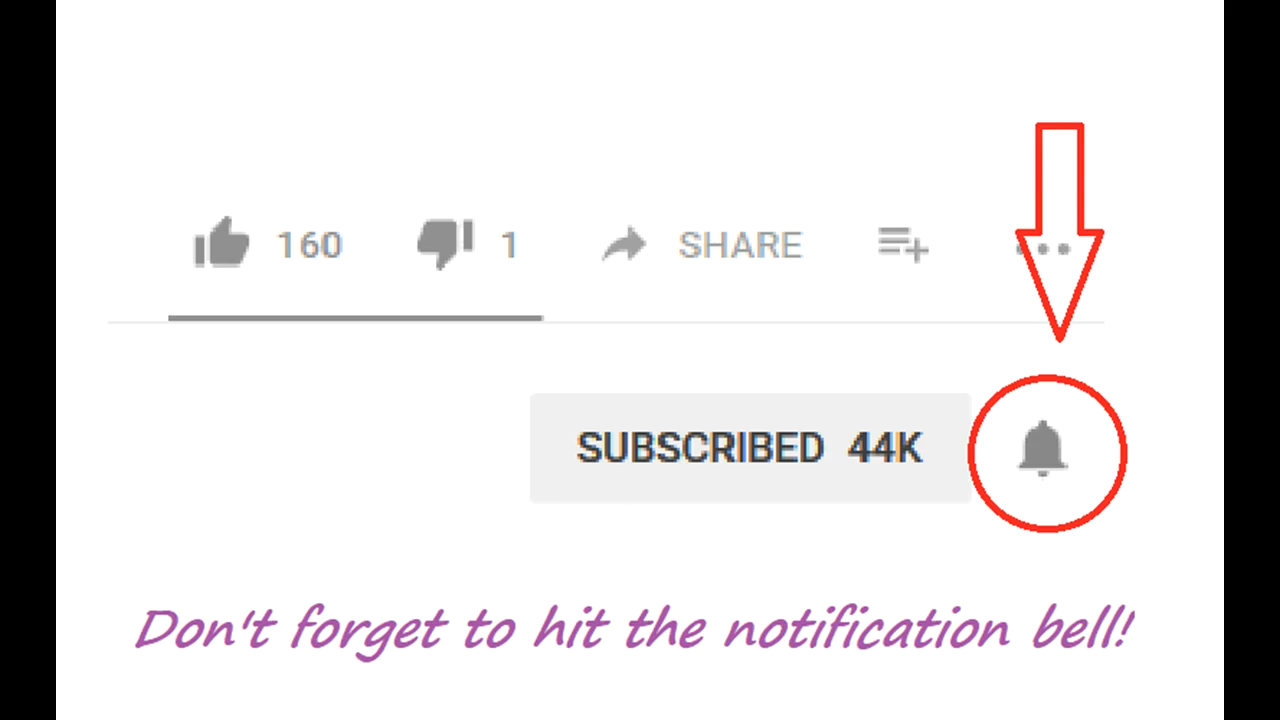 160 1 SHARE
SUBSCRIBED 44K
Don't forget to hit the notification bell!